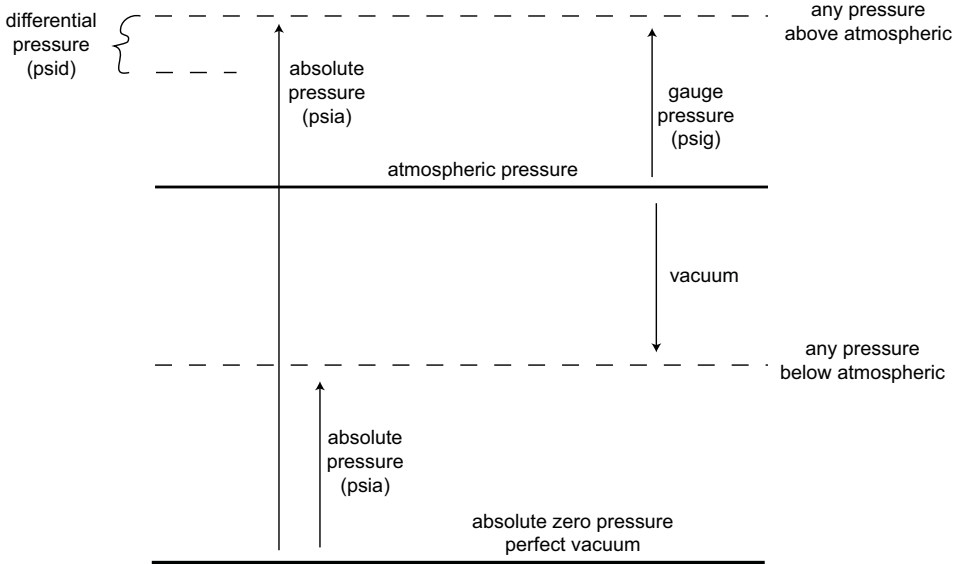 differential
pressure
(psid)
any pressure
above atmospheric
absolute
pressure
(psia)
gauge
pressure
(psig)
atmospheric pressure
vacuum
any pressure
below atmospheric
absolute
pressure
(psia)
absolute zero pressure
perfect vacuum